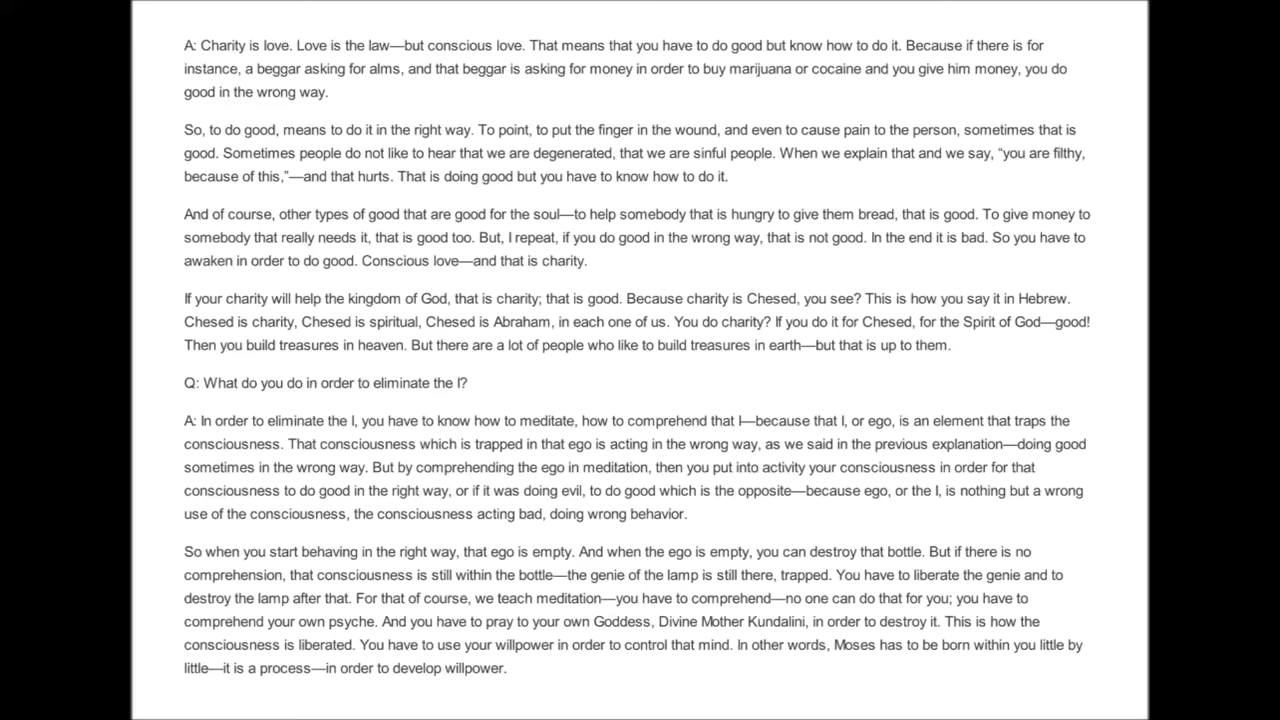 A: Charity is love. Love is the law—but conscious love. That means that you have to do good but know how to do it. Because if there is for
instance, a beggar asking for alms, and that beggar is asking for money in order to buy marijuana or cocaine and you give him money, you do
good in the wrong way.
So, to do good, means to do it in the right way. To point, to put the finger in the wound, and even to cause pain to the person, sometimes that is
good. Sometimes people do not like to hear that we are degenerated, that we are sinful people. When we explain that and we say, “you are filthy,
because of this,”—and that hurts. That is doing good but you have to know how to do it.
And of course, other types of good that are good for the soul—to help somebody that is hungry to give them bread, that is good. To give money to
somebody that really needs it, that is good too. But, I repeat, if you do good in the wrong way, that is not good. In the end it is bad. So you have to
awaken in order to do good. Conscious love—and that is charity.
If your charity will help the kingdom of God, that is charity; that is good. Because charity is Chesed, you see? This is how you say it in Hebrew.
Chesed is charity, Chesed is spiritual, Chesed is Abraham, in each one of us. You do charity? If you do it for Chesed, for the Spirit of God—good!
Then you build treasures in heaven. But there are a lot of people who like to build treasures in earth—but that is up to them.
Q: What do you do in order to eliminate the I?
A: In order to eliminate the I, you have to know how to meditate, how to comprehend that I—because that I, or ego, is an element that traps the
consciousness. That consciousness which is trapped in that ego is acting in the wrong way, as we said in the previous explanation—doing good
sometimes in the wrong way. But by comprehending the ego in meditation, then you put into activity your consciousness in order for that
consciousness to do good in the right way, or if it was doing evil, to do good which is the opposite—because ego, or the I, is nothing but a wrong
use of the consciousness, the consciousness acting bad, doing wrong behavior.
So when you start behaving in the right way, that ego is empty. And when the ego is empty, you can destroy that bottle. But if there is no
comprehension, that consciousness is still within the bottle—the genie of the lamp is still there, trapped. You have to liberate the genie and to
destroy the lamp after that. For that of course, we teach meditation—you have to comprehend—no one can do that for you; you have to
comprehend your own psyche. And you have to pray to your own Goddess, Divine Mother Kundalini, in order to destroy it. This is how the
consciousness is liberated. You have to use your willpower in order to control that mind. In other words, Moses has to be born within you little by
little—it is a process—in order to develop willpower.